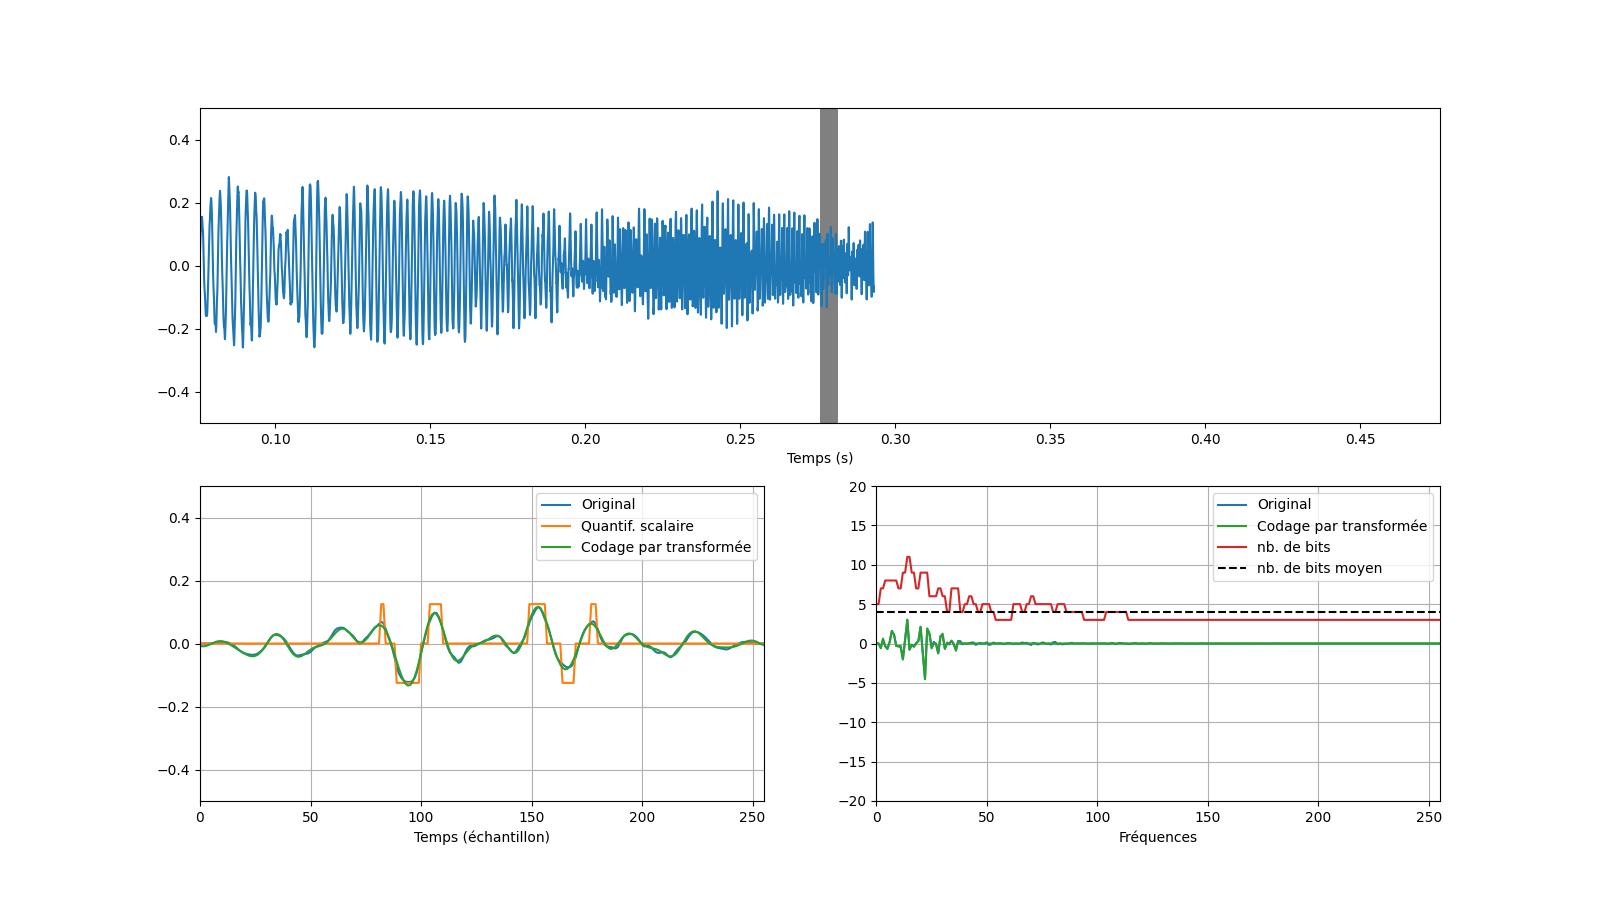 0.4
0.2
0.0
−0.2
−0.4
0.10 0.15 0.20 0.25 0.30 0.35 0.40 0.45
Temps (s)
0.4
0.2
0.0
−0.2
−0.4
0 50 100 150 200 250
Temps (échantillon)
Original
Quantif. scalaire
Codage par transformée
20
15
10
5
0
−5
−10
−15
−20
0 50 100 150 200 250
Fréquences
Original
Codage par transformée
nb. de bits
nb. de bits moyen